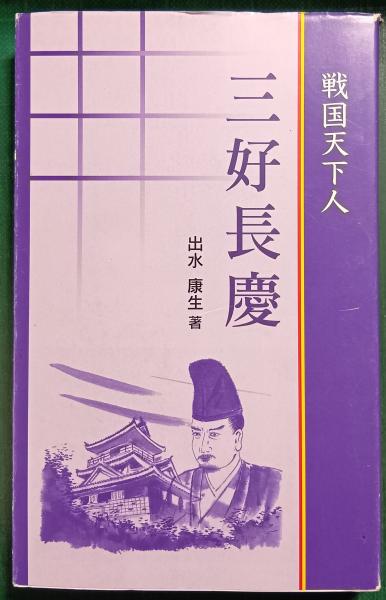 戦国天下人
三好長慶
出水 康生 著